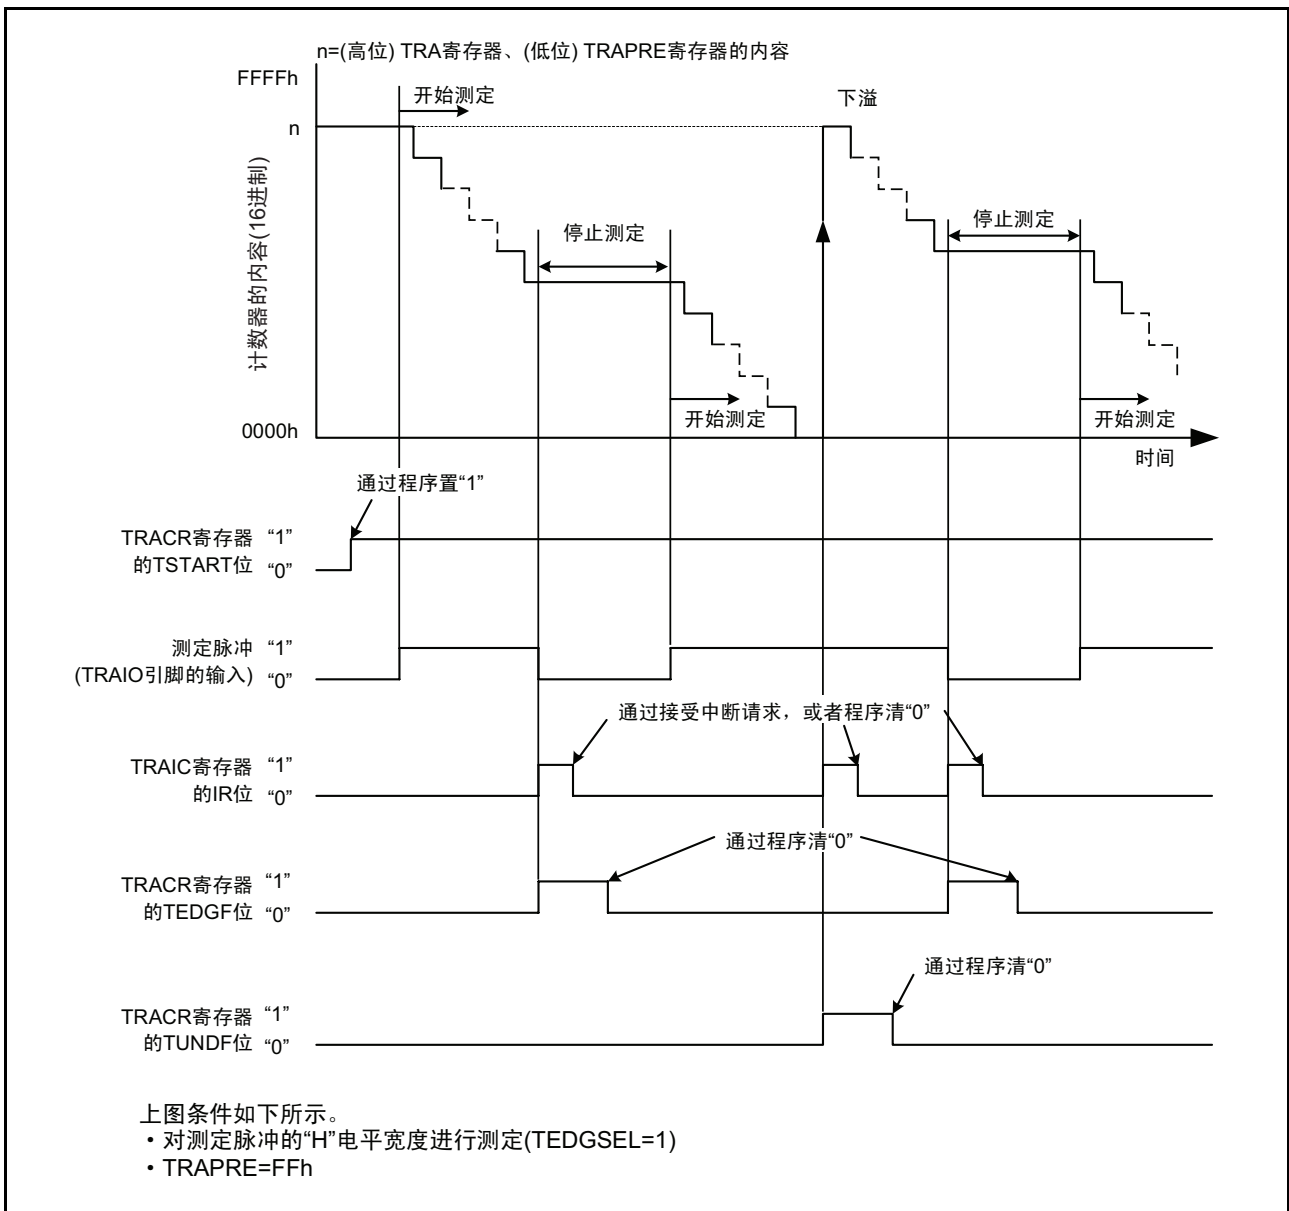 n=(高位) TRA寄存器、(低位) TRAPRE寄存器的内容
FFFFh
开始测定
下溢
n
计数器的内容(16进制)
停止测定
停止测定
开始测定
开始测定
0000h
时间
通过程序置“1”
TRACR寄存器 “1”
的TSTART位 “0”
测定脉冲 “1”
(TRAIO引脚的输入) “0”
通过接受中断请求，或者程序清“0”
TRAIC寄存器 “1”
的IR位 “0”
通过程序清“0”
TRACR寄存器 “1”
的TEDGF位 “0”
通过程序清“0”
TRACR寄存器 “1”
的TUNDF位 “0”
上图条件如下所示。
・对测定脉冲的“H”电平宽度进行测定(TEDGSEL=1)
・TRAPRE=FFh